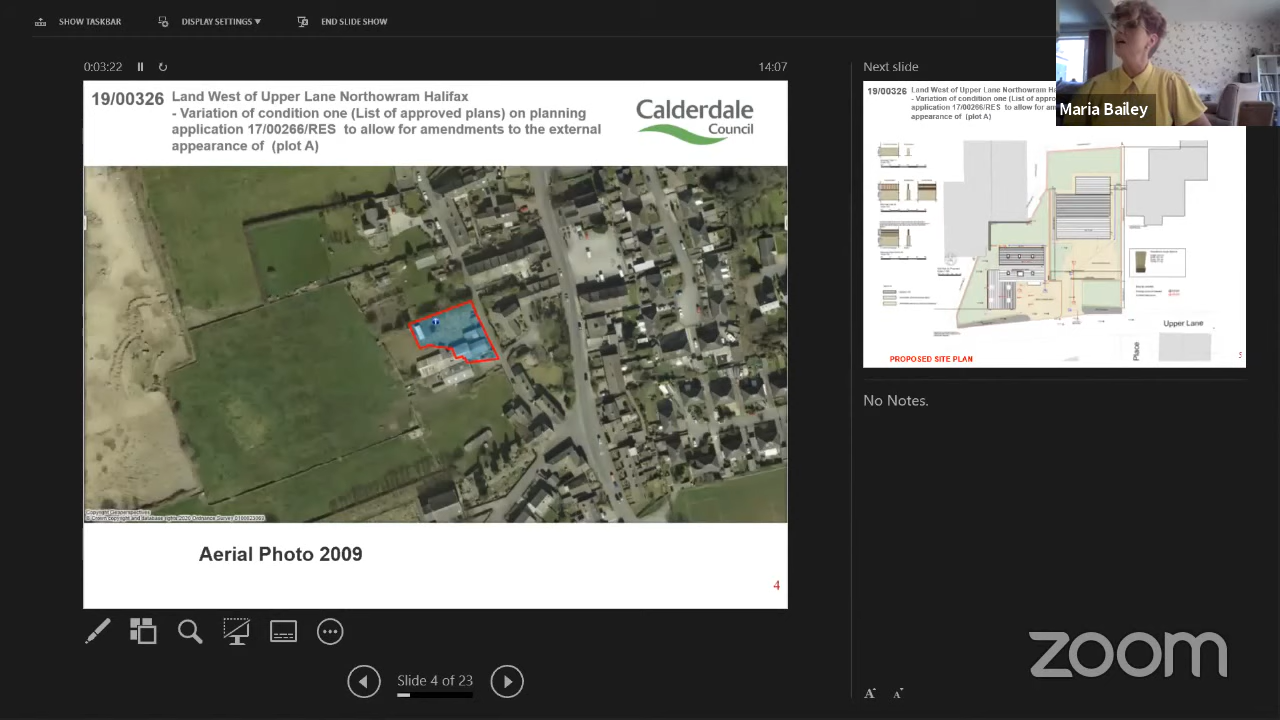 SHOW TASKBAR
DISPLAY SETTINGS ▼
END SLIDE SHOW
0:03:22
14:07
19/00326
Land West of Upper Lane Northowram Halifax
- Variation of condition one (List of approved plans) on planning
application 17/00266/RES to allow for amendments to the external
appearance of (plot A)
Calderdale
Council
Aerial Photo 2009
4
Slide 4 of 23
Next slide
19/00326
Land West of Upper Lane Northowram
- Variation of condition one (List of
application 17/00266/RES to allow for
appearance of (plot A)
Upper Lane
Place
PROPOSED SITE PLAN
5
No Notes.
Maria Bailey
zoom
A
A